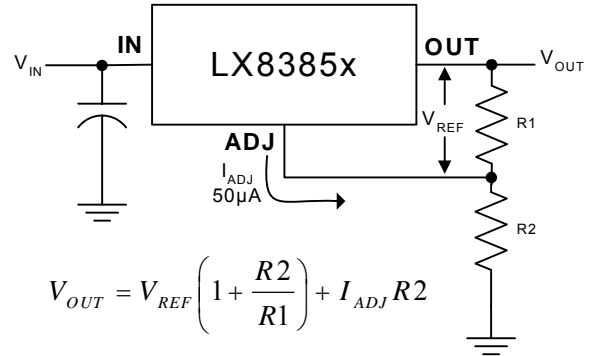 IN
LX8385x
OUT
V_IN
V_OUT
V_REF
R1
ADJ
I_ADJ
50µA
R2
V_OUT = V_REF (1 + R2/R1) + I_ADJ R2